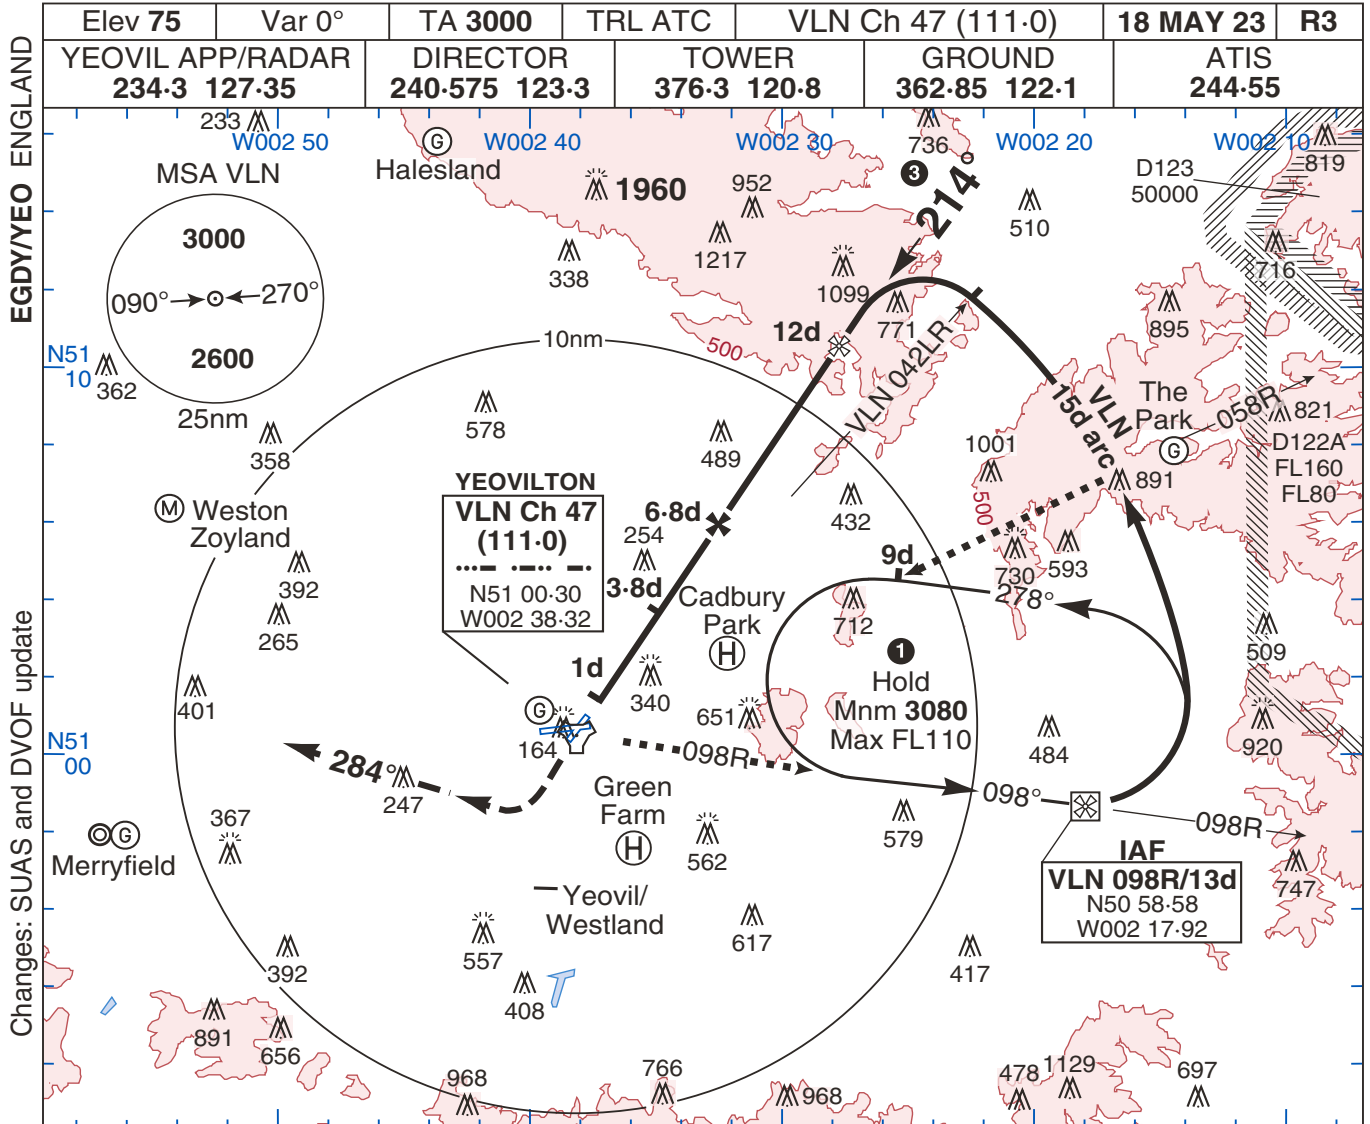 Elev 75
Var 0°
TA 3000
TRL ATC
VLN Ch 47 (111·0)
18 MAY 23
R3
YEOVIL APP/RADAR
234·3 127·35
DIRECTOR
240·575 123·3
TOWER
376·3 120·8
GROUND
362·85 122·1
ATIS
244·55
EGDY/YEO ENGLAND
Changes: SUAS and DVOF update
233
W002 50
W002 40
W002 30
W002 20
W002 10
G
Halesland
736
819
MSA VLN
3000
090°
270°
2600
25nm
1960
952
3
214°
510
D123
50000
716
338
1217
1099
771
895
12d
10nm
500
N51
10
362
VLN 042LR
VLN
15d arc
The
Park
G
058R
821
D122A
FL160
FL80
358
578
489
1001
891
M
Weston
Zoyland
YEOVILTON
VLN Ch 47
(111·0)
N51 00·30
W002 38·32
6·8d
254
432
500
9d
730
593
392
265
3·8d
Cadbury
Park
H
712
278°
509
401
1d
340
1
Hold
Mnm 3080
Max FL110
651
G
164
N51
00
284°
247
098R
484
920
098°
098R
Green
Farm
H
367
G
Merryfield
562
579
IAF
VLN 098R/13d
N50 58·58
W002 17·92
747
Yeovil/
Westland
392
557
617
417
408
891
656
968
766
968
478
1129
697